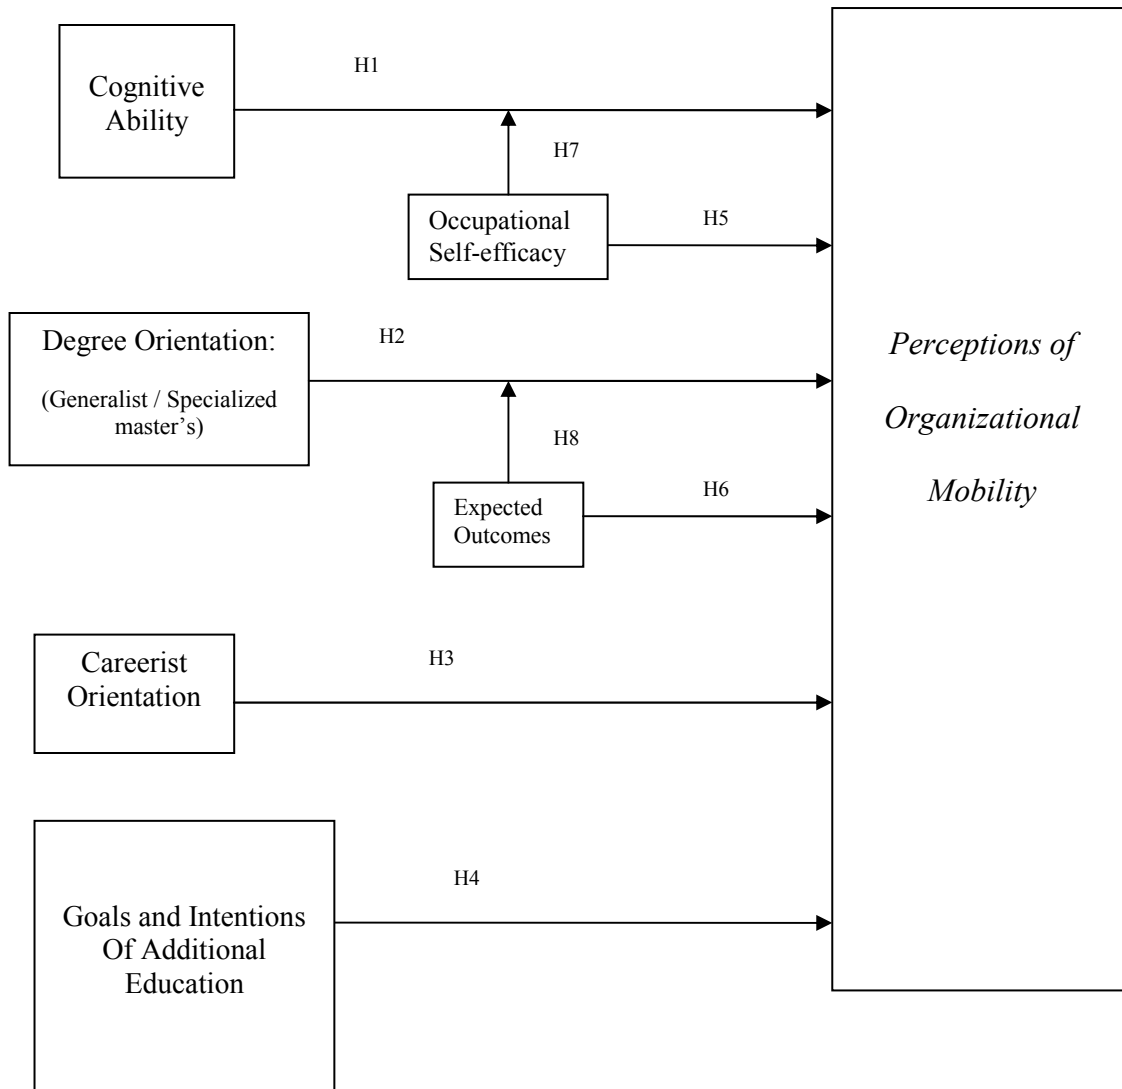 H1
Cognitive
Ability
H7
Occupational
Self-efficacy
H5
Degree Orientation:
(Generalist / Specialized
master’s)
H2
H8
Expected
Outcomes
H6
Perceptions of
Organizational
Mobility
Careerist
Orientation
H3
Goals and Intentions
Of Additional
Education
H4